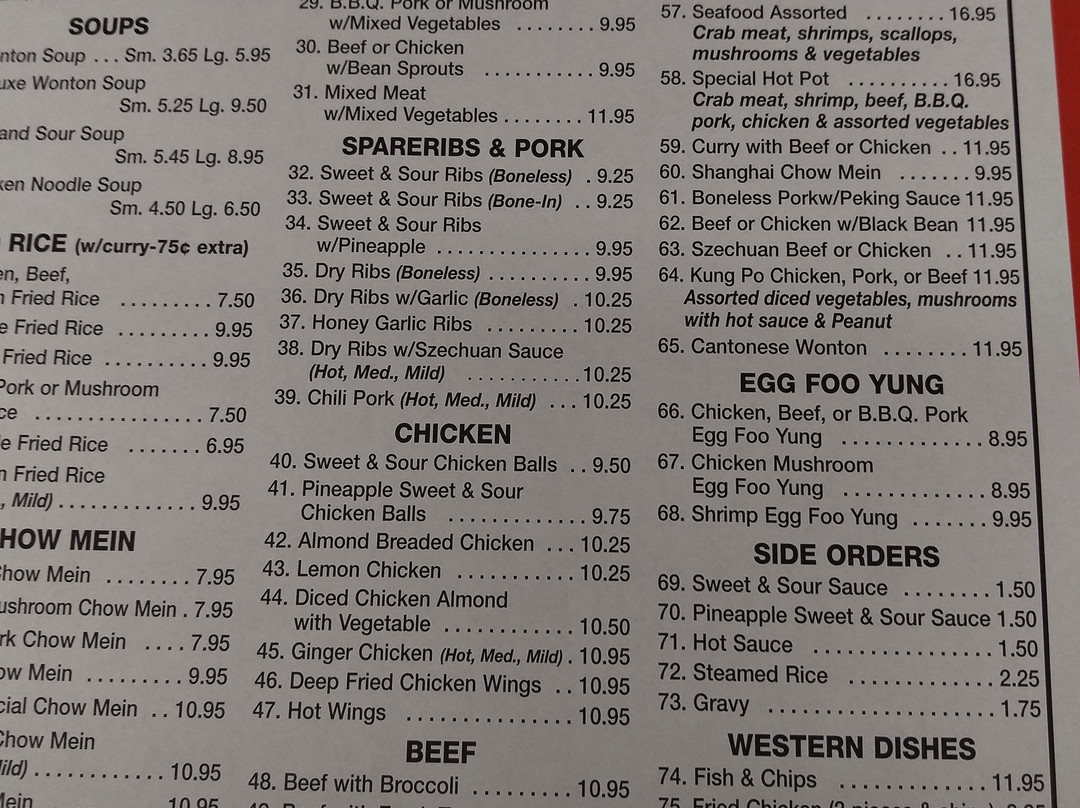 SOUPS
Soup . . . Sm. 3.65 Lg. 5.95
Wonton Soup
Sm. 5.25 Lg. 9.50
and Sour Soup
Sm. 5.45 Lg. 8.95
Noodle Soup
Sm. 4.50 Lg. 6.50
RICE (w/curry-75¢ extra)
Beef,
Fried Rice ......... 7.50
Fried Rice ......... 9.95
Fried Rice .......... 9.95
Pork or Mushroom
................. 7.50
Fried Rice ....... 6.95
Fried Rice
Mild) ............. 9.95
CHOW MEIN
Chow Mein ........ 7.95
Chow Mein . 7.95
Chow Mein .... 7.95
Mein ......... 9.95
Chow Mein .. 10.95
Chow Mein
............ 10.95
Mein 10.95
29. B.B.Q. Pork or Mushroom
w/Mixed Vegetables ........ 9.95
30. Beef or Chicken
w/Bean Sprouts .......... 9.95
31. Mixed Meat
w/Mixed Vegetables ........ 11.95
SPARERIBS & PORK
32. Sweet & Sour Ribs (Boneless) . 9.25
33. Sweet & Sour Ribs (Bone-In) .. 9.25
34. Sweet & Sour Ribs
w/Pineapple .............. 9.95
35. Dry Ribs (Boneless) .......... 9.95
36. Dry Ribs w/Garlic (Boneless) . 10.25
37. Honey Garlic Ribs ......... 10.25
38. Dry Ribs w/Szechuan Sauce
(Hot, Med., Mild) ........... 10.25
39. Chili Pork (Hot, Med., Mild) ... 10.25
CHICKEN
40. Sweet & Sour Chicken Balls .. 9.50
41. Pineapple Sweet & Sour
Chicken Balls ............. 9.75
42. Almond Breaded Chicken ... 10.25
43. Lemon Chicken ........... 10.25
44. Diced Chicken Almond
with Vegetable ............ 10.50
45. Ginger Chicken (Hot, Med., Mild) . 10.95
46. Deep Fried Chicken Wings .. 10.95
47. Hot Wings ............... 10.95
BEEF
48. Beef with Broccoli .......... 10.95
57. Seafood Assorted ........ 16.95
Crab meat, shrimps, scallops,
mushrooms & vegetables
58. Special Hot Pot .......... 16.95
Crab meat, shrimp, beef, B.B.Q.
pork, chicken & assorted vegetables
59. Curry with Beef or Chicken .. 11.95
60. Shanghai Chow Mein ....... 9.95
61. Boneless Porkw/Peking Sauce 11.95
62. Beef or Chicken w/Black Bean 11.95
63. Szechuan Beef or Chicken .. 11.95
64. Kung Po Chicken, Pork, or Beef 11.95
Assorted diced vegetables, mushrooms
with hot sauce & Peanut
65. Cantonese Wonton ........ 11.95
EGG FOO YUNG
66. Chicken, Beef, or B.B.Q. Pork
Egg Foo Yung ............. 8.95
67. Chicken Mushroom
Egg Foo Yung ............. 8.95
68. Shrimp Egg Foo Yung ....... 9.95
SIDE ORDERS
69. Sweet & Sour Sauce ........ 1.50
70. Pineapple Sweet & Sour Sauce 1.50
71. Hot Sauce ................ 1.50
72. Steamed Rice ............. 2.25
73. Gravy .................... 1.75
WESTERN DISHES
74. Fish & Chips .............. 11.95
75. Fried Chicken